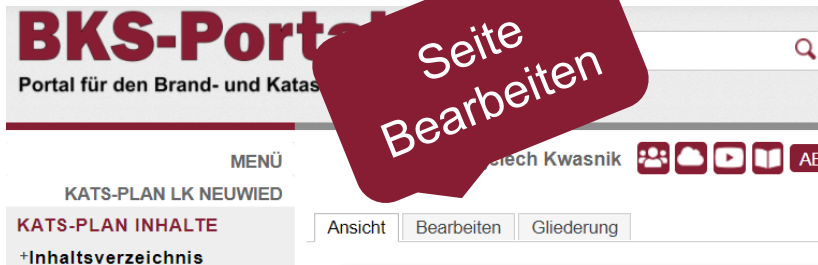 BKS-Portal
Portal für den Brand- und Katas
Seite
Bearbeiten
Kwasnik
AB
MENÜ
KATS-PLAN LK NEUWIED
KATS-PLAN INHALTE
+Inhaltsverzeichnis
Ansicht Bearbeiten Gliederung